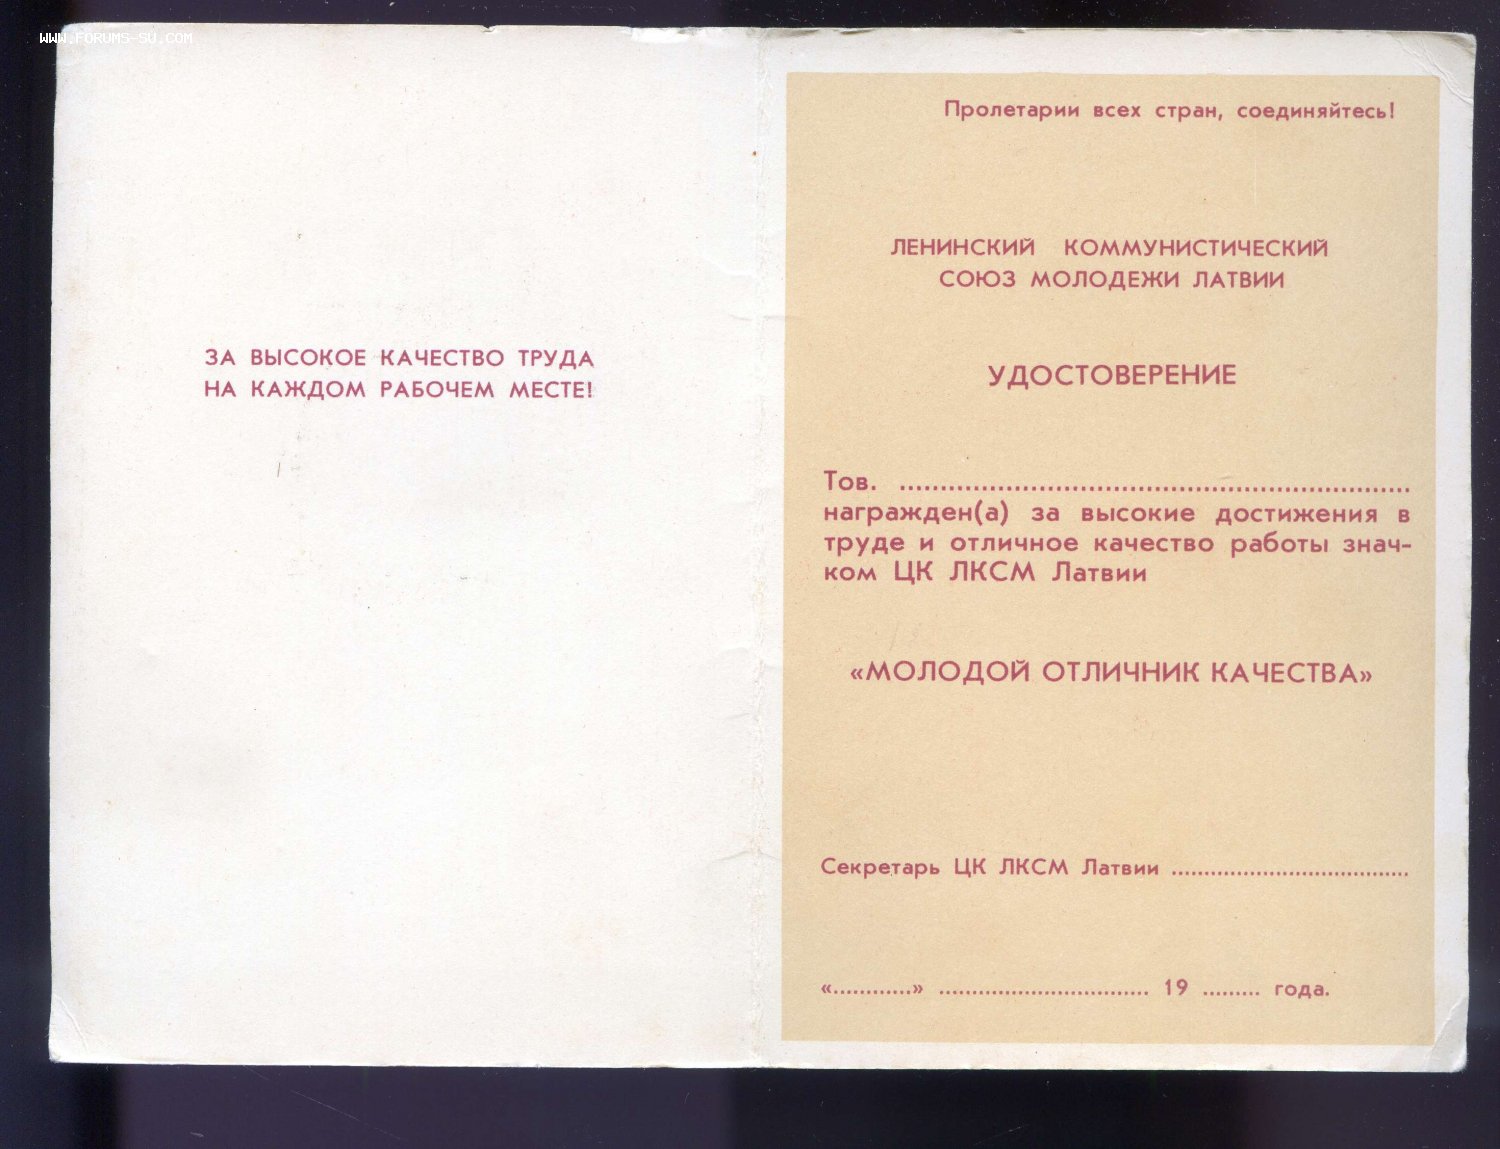 WWW.FORUMS-SU.COM
ЗА ВЫСОКОЕ КАЧЕСТВО ТРУДА
НА КАЖДОМ РАБОЧЕМ МЕСТЕ!
Пролетарии всех стран, соединяйтесь!
ЛЕНИНСКИЙ КОММУНИСТИЧЕСКИЙ
СОЮЗ МОЛОДЕЖИ ЛАТВИИ
УДОСТОВЕРЕНИЕ
Тов. ..............................................................
награжден(а) за высокие достижения в
труде и отличное качество работы знач-
ком ЦК ЛКСМ Латвии
«МОЛОДОЙ ОТЛИЧНИК КАЧЕСТВА»
Секретарь ЦК ЛКСМ Латвии ....................................
«............» ................................ 19 ......... года.